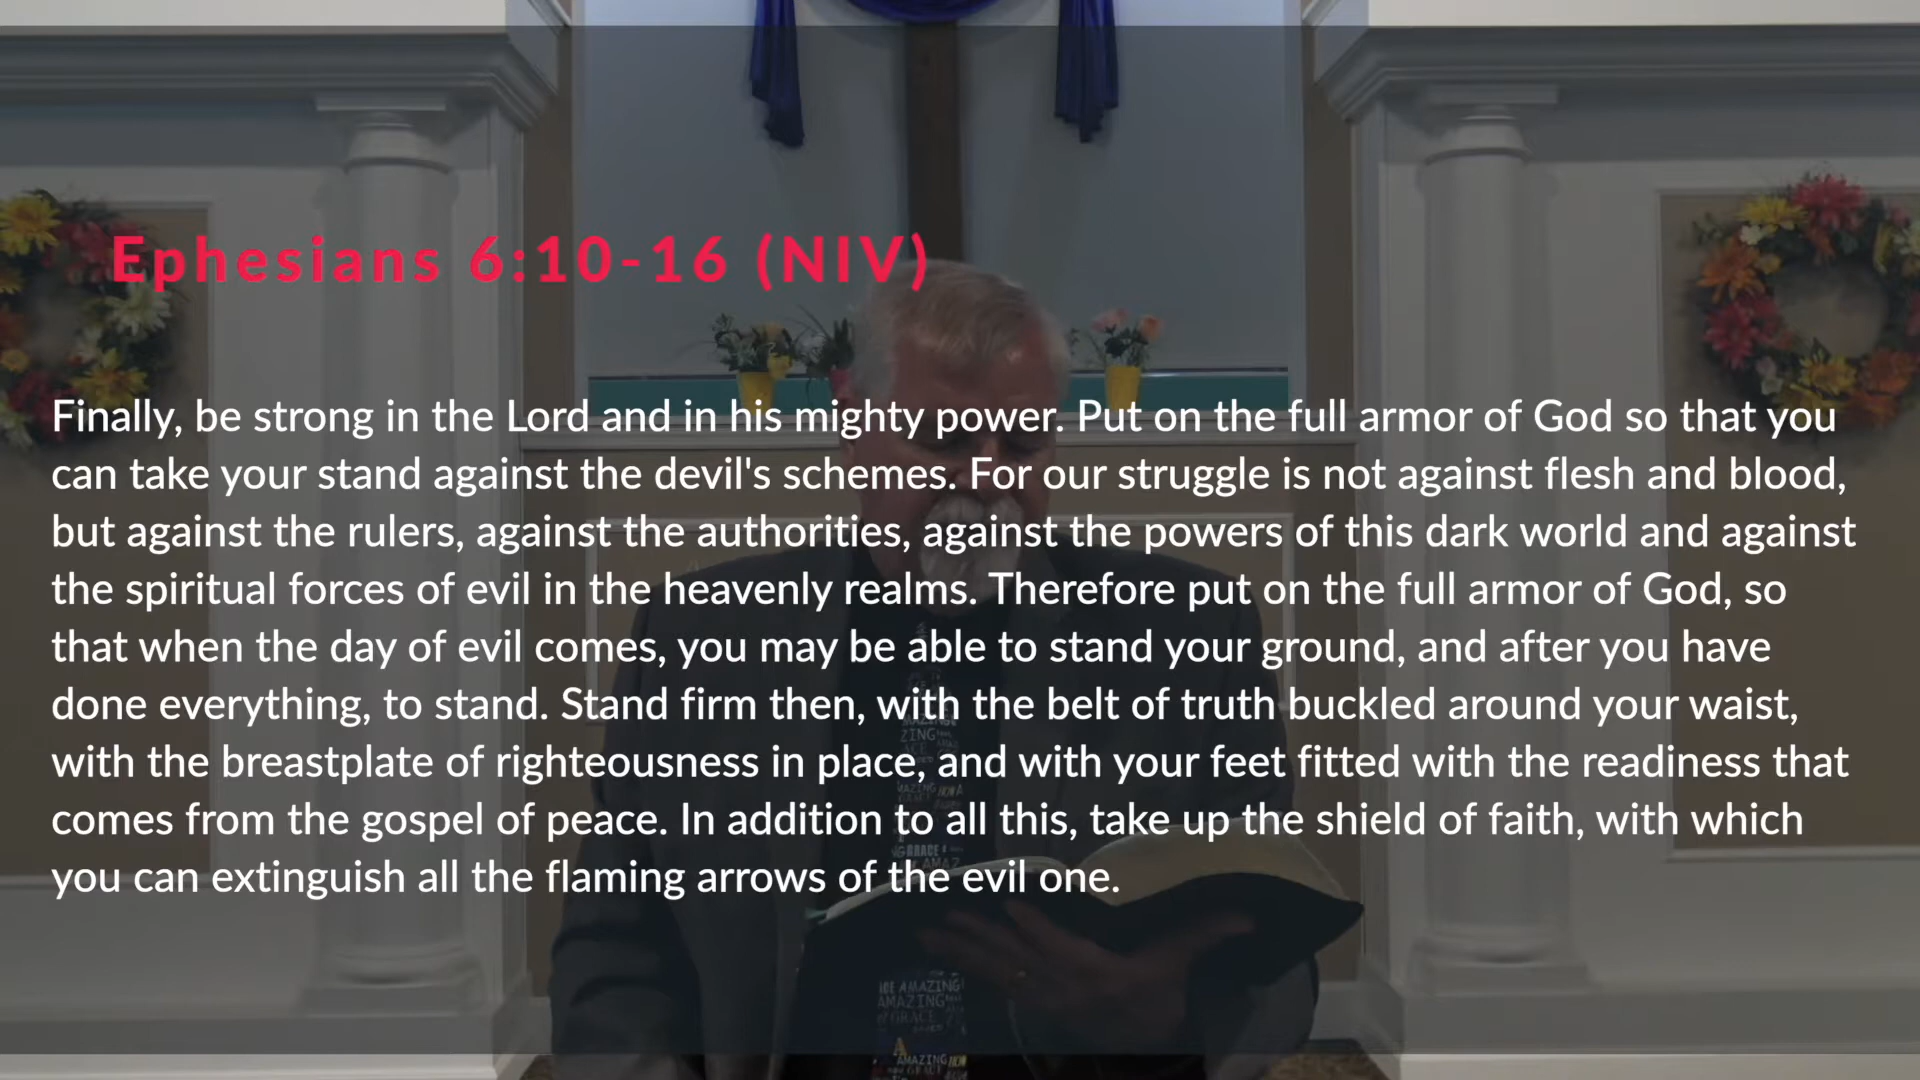 Ephesians 6:10-16 (NIV)
Finally, be strong in the Lord and in his mighty power. Put on the full armor of God so that you
can take your stand against the devil's schemes. For our struggle is not against flesh and blood,
but against the rulers, against the authorities, against the powers of this dark world and against
the spiritual forces of evil in the heavenly realms. Therefore put on the full armor of God, so
that when the day of evil comes, you may be able to stand your ground, and after you have
done everything, to stand. Stand firm then, with the belt of truth buckled around your waist,
with the breastplate of righteousness in place, and with your feet fitted with the readiness that
comes from the gospel of peace. In addition to all this, take up the shield of faith, with which
you can extinguish all the flaming arrows of the evil one.
GRACE
AMAZ
AMAZING
AMAZING
GRACE
A
AMAZING NOW
GRACE